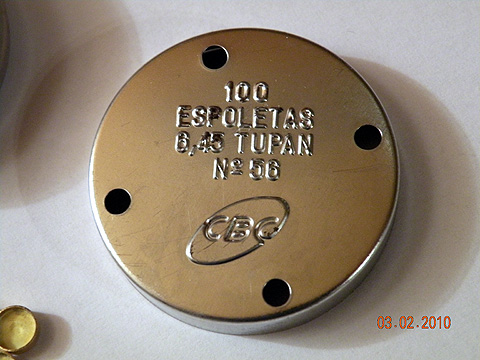 100
ESPOLETAS
6,45 TUPAN
Nº 56
CBC
03.02.2010